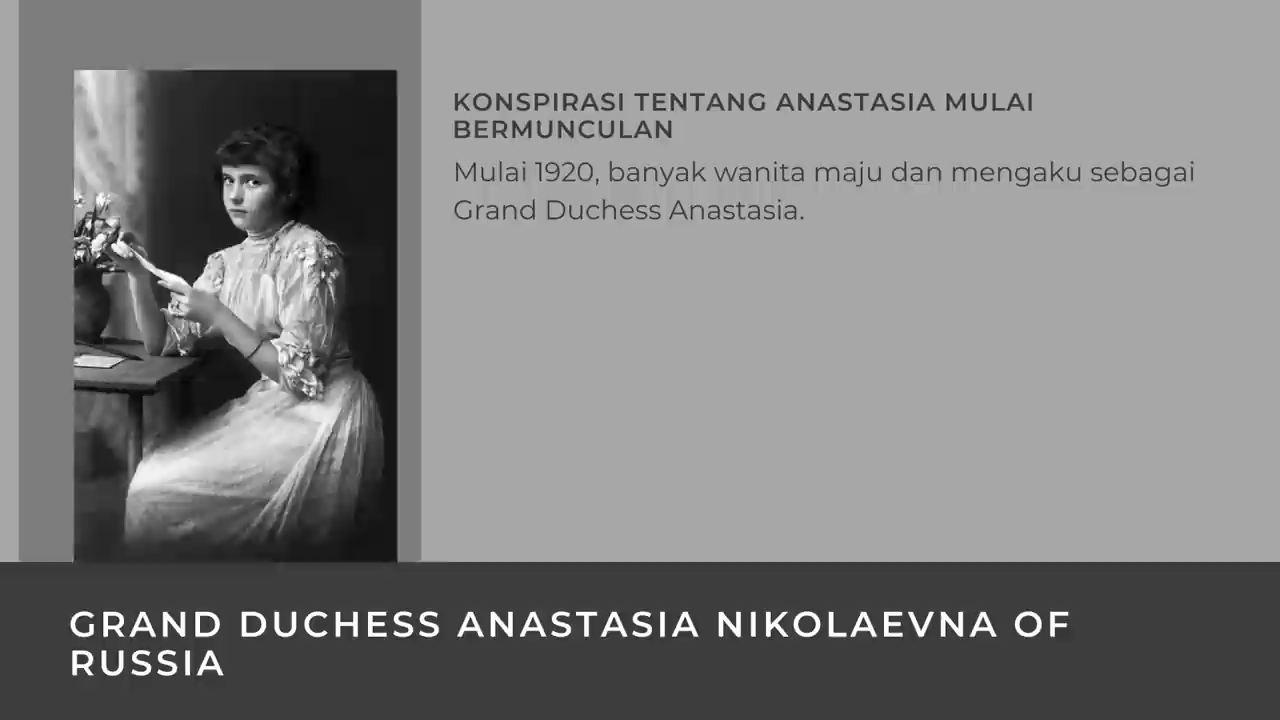 KONSPIRASI TENTANG ANASTASIA MULAI
BERMUNCULAN
Mulai 1920, banyak wanita maju dan mengaku sebagai
Grand Duchess Anastasia.
GRAND DUCHESS ANASTASIA NIKOLAEVNA OF
RUSSIA